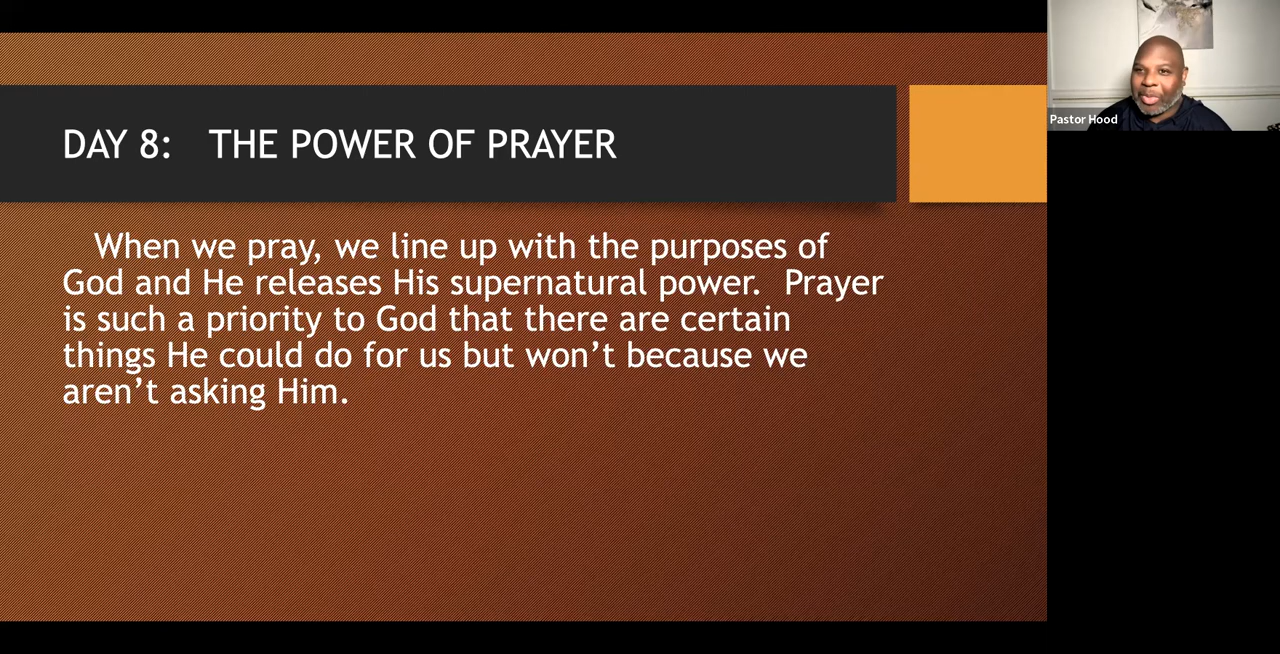 DAY 8: THE POWER OF PRAYER
Pastor Hood
When we pray, we line up with the purposes of
God and He releases His supernatural power. Prayer
is such a priority to God that there are certain
things He could do for us but won’t because we
aren’t asking Him.